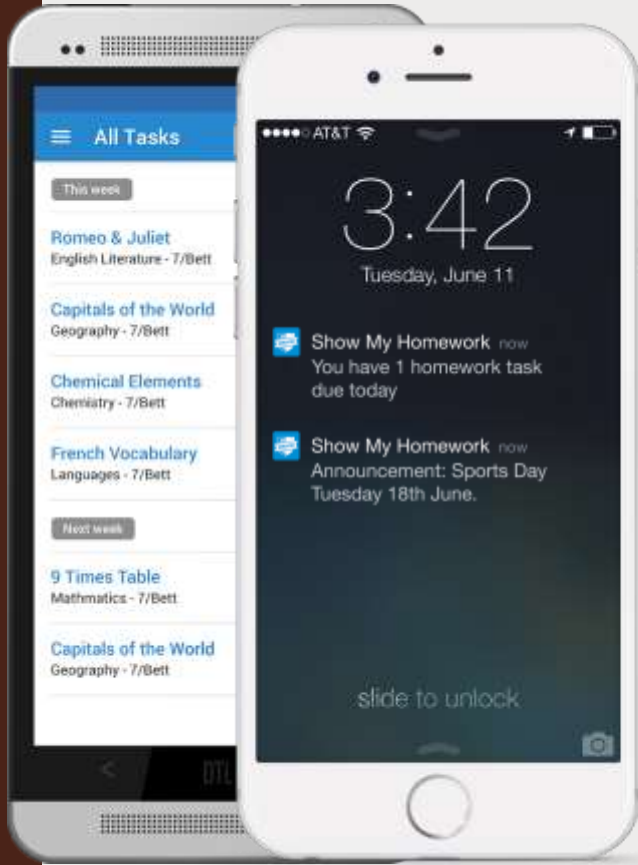 All Tasks
This week
Romeo & Juliet
English Literature - 7/Bett
Capitals of the World
Geography - 7/Bett
Chemical Elements
Chemiatry - 7/Bett
French Vocabulary
Languages - 7/Bett
Next week
9 Times Table
Mathmatics - 7/Bett
Capitals of the World
Geography - 7/Bett
AT&T
3:42
Tuesday, June 11
Show My Homework now
You have 1 homework task
due today
Show My Homework now
Announcement: Sports Day
Tuesday 18th June.
slide to unlock